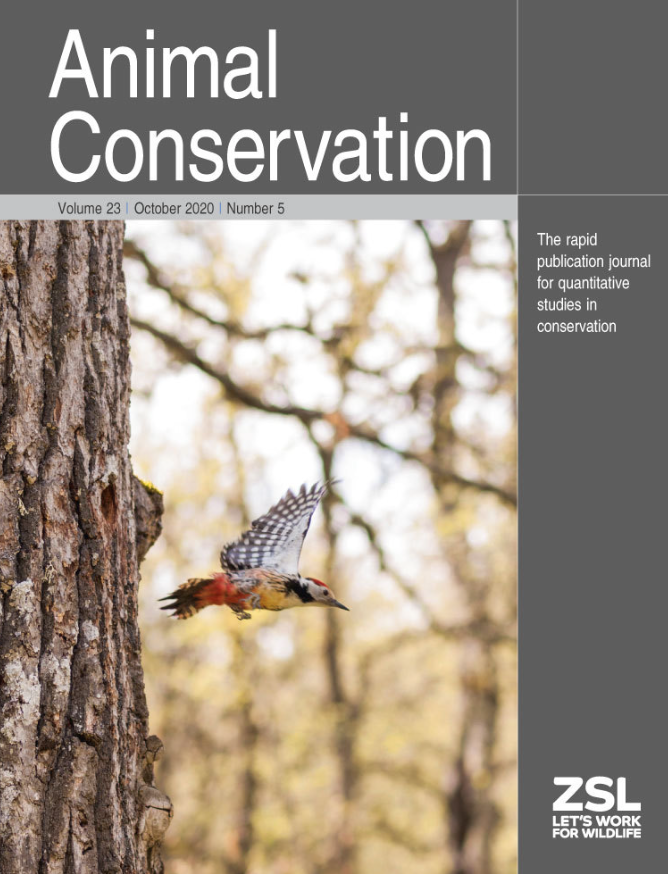 Animal
Conservation
Volume 23 | October 2020 | Number 5
The rapid
publication journal
for quantitative
studies in
conservation
ZSL
LET'S WORK
FOR WILDLIFE